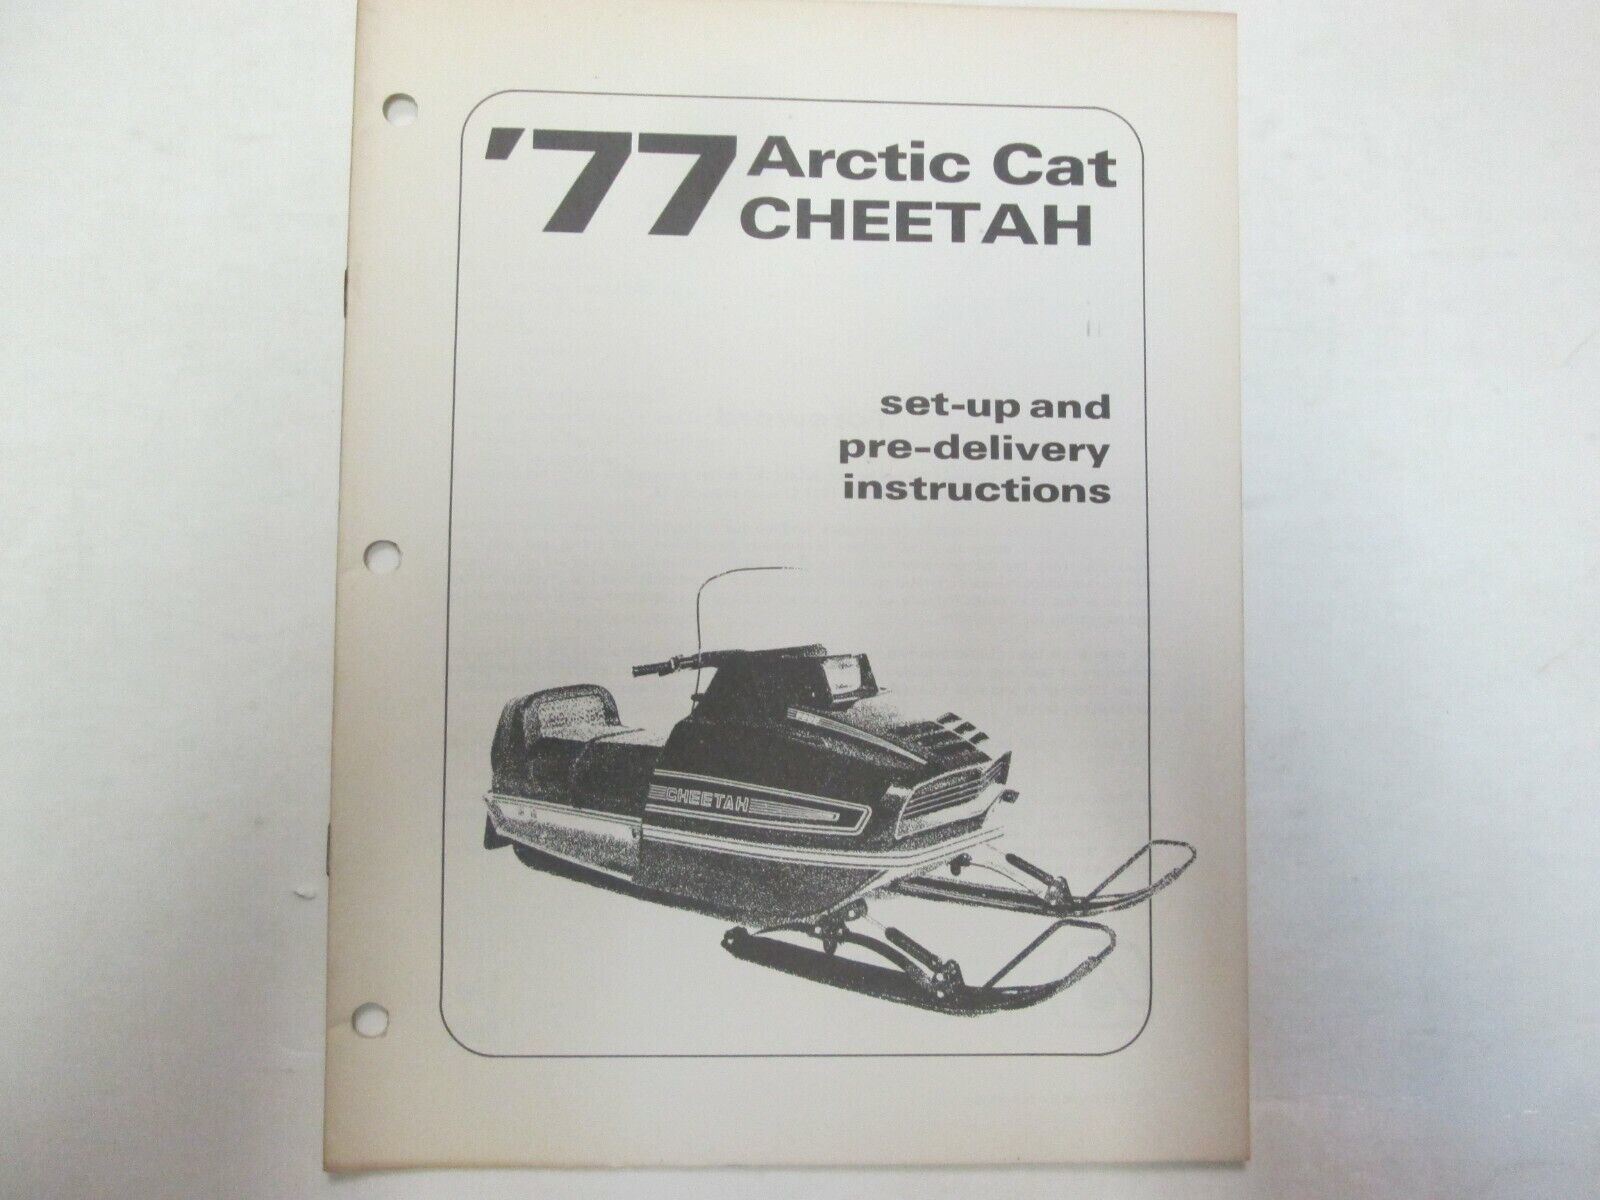 '77 Arctic Cat
CHEETAH
set-up and
pre-delivery
instructions
CHEETAH